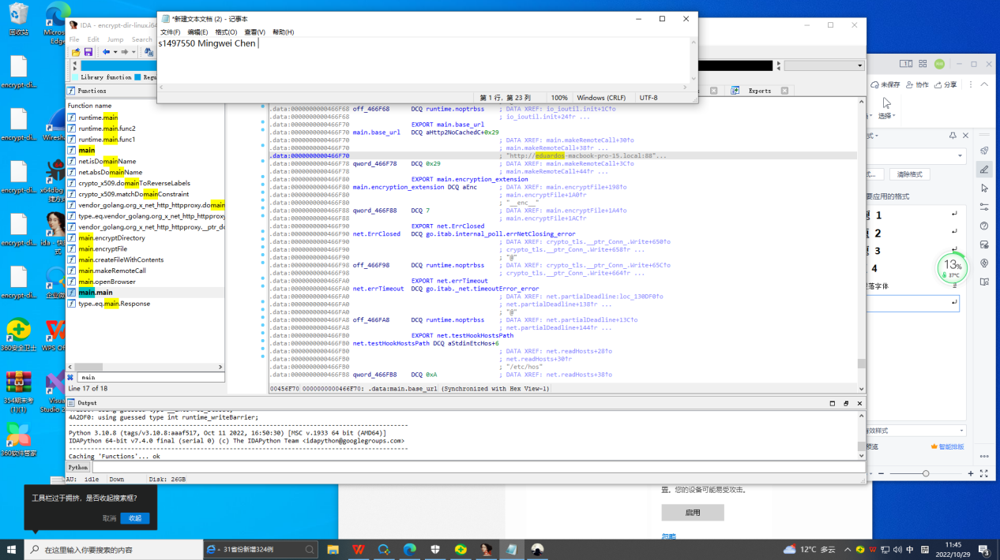 回收站
Micros...
Edge
encrypt-di...
encrypt-di...
Wireshark
encrypt-di...
x64dbg
encrypt-di...
encrypt-di...
360安全卫士
WPS Of
354期末考
(1)(1)
Visual
Studio 2
360软件管家
IDA - encrypt-dir-linux.i64
File Edit Jump Search
Library function
Functions
Function name
runtime.main
runtime.main.func2
runtime.main.func1
main
net.isDomainName
net.absDomainName
crypto_x509.domainToReverseLabels
crypto_x509.matchDomainConstraint
vendor_golang.org_x_net_http_httpproxy.domain
type..eq.vendor_golang.org_x_net_http_httpproxy
vendor_golang.org_x_net_http_httpproxy.__ptr_do
main.encryptDirectory
main.encryptFile
main.createFileWithContents
main.makeRemoteCall
main.openBrowser
main.main
type..eq.main.Response
main
Line 17 of 18
*新建文本文档 (2) - 记事本
文件(F) 编辑(E) 格式(O) 查看(V) 帮助(H)
s1497550 Mingwei Chen
第 1 行，第 23 列 100% Windows (CRLF) UTF-8
Exports
.data:0000000000466F68 off_466F68 DCQ runtime.noptrbss ; DATA XREF: io_ioutil.init+1C↑o
.data:0000000000466F68 ; io_ioutil.init+24↑r ...
.data:0000000000466F70 EXPORT main.base_url
.data:0000000000466F70 main.base_url DCQ aHttp2NoCachedC+0x29
.data:0000000000466F70 ; DATA XREF: main.makeRemoteCall+30↑o
.data:0000000000466F70 ; main.makeRemoteCall+38↑r ...
.data:0000000000466F70 ; "http://eduardos-macbook-pro-15.local:88"...
.data:0000000000466F78 qword_466F78 DCQ 0x29 ; DATA XREF: main.makeRemoteCall+3C↑o
.data:0000000000466F78 ; main.makeRemoteCall+44↑r ...
.data:0000000000466F80 EXPORT main.encryption_extension
.data:0000000000466F80 main.encryption_extension DCQ aEnc ; DATA XREF: main.encryptFile+198↑o
.data:0000000000466F80 ; main.encryptFile+1A0↑r
.data:0000000000466F80 ; "__enc__"
.data:0000000000466F88 qword_466F88 DCQ 7 ; DATA XREF: main.encryptFile+1A4↑o
.data:0000000000466F88 ; main.encryptFile+1AC↑r
.data:0000000000466F90 EXPORT net.ErrClosed
.data:0000000000466F90 net.ErrClosed DCQ go.itab.internal_poll.errNetClosing_error
.data:0000000000466F90 ; DATA XREF: crypto_tls.__ptr_Conn_.Write+650↑o
.data:0000000000466F90 ; crypto_tls.__ptr_Conn_.Write+658↑r ...
.data:0000000000466F90 ; "@"
.data:0000000000466F98 off_466F98 DCQ runtime.noptrbss ; DATA XREF: crypto_tls.__ptr_Conn_.Write+65C↑o
.data:0000000000466F98 ; crypto_tls.__ptr_Conn_.Write+664↑r ...
.data:0000000000466FA0 EXPORT net.errTimeout
.data:0000000000466FA0 net.errTimeout DCQ go.itab._net.timeoutError_error
.data:0000000000466FA0 ; DATA XREF: net.partialDeadline:loc_130DF0↑o
.data:0000000000466FA0 ; net.partialDeadline+138↑r ...
.data:0000000000466FA0 ; "@"
.data:0000000000466FA8 off_466FA8 DCQ runtime.noptrbss ; DATA XREF: net.partialDeadline+13C↑o
.data:0000000000466FA8 ; net.partialDeadline+144↑r ...
.data:0000000000466FB0 EXPORT net.testHookHostsPath
.data:0000000000466FB0 net.testHookHostsPath DCQ aStdinEtcHos+6
.data:0000000000466FB0 ; DATA XREF: net.readHosts+28↑o
.data:0000000000466FB0 ; net.readHosts+30↑r
.data:0000000000466FB0 ; "/etc/hos"
.data:0000000000466FB8 qword_466FB8 DCQ 0xA ; DATA XREF: net.readHosts+38↑o
00456F70 0000000000466F70: .data:main.base_url (Synchronized with Hex View-1)
Output
4A2DF0: using guessed type int runtime_writeBarrier;
Python 3.10.8 (tags/v3.10.8:aaaf517, Oct 11 2022, 16:50:30) [MSC v.1933 64 bit (AMD64)]
IDAPython 64-bit v7.4.0 final (serial 0) (c) The IDAPython Team <idapython@googlegroups.com>
Caching 'Functions'... ok
Python
AU: idle Down Disk: 26GB
未保存 协作 分享
选择
清除格式
要应用的格式
1
2
3
4
落字体
13%
37°C
智能排版
工具栏过于拥挤，是否收起搜索框?
取消 收起
置。您的设备可能易受攻击。
启用
忽略
在这里输入你要搜索的内容
31省份新增324例
12°C 多云
中
11:45
2022/10/29
3